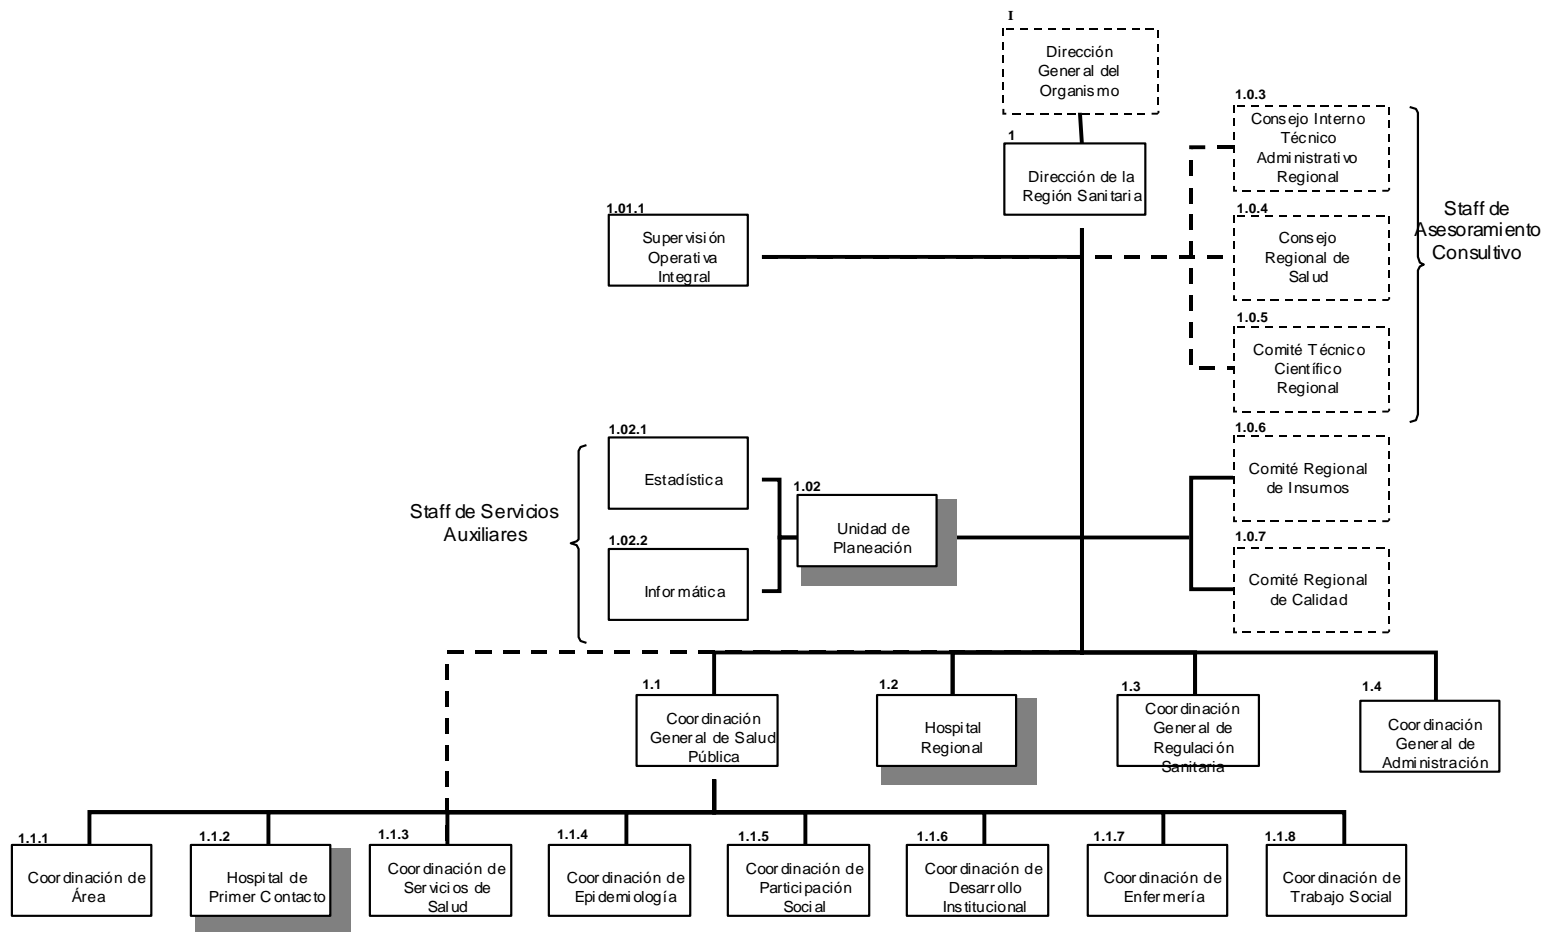 I
Dirección
General del
Organismo
1
Dirección de la
Región Sanitaria
1.0.3
Consejo Interno
Técnico
Administrativo
Regional
1.01.1
Supervisión
Operativa
Integral
1.0.4
Consejo
Regional de
Salud
Staff de
Asesoramiento
Consultivo
1.0.5
Comité Técnico
Científico
Regional
1.02.1
Estadística
1.0.6
Comité Regional
de Insumos
Staff de Servicios
Auxiliares
1.02
Unidad de
Planeación
1.02.2
Informática
1.0.7
Comité Regional
de Calidad
1.1
Coordinación
General de Salud
Pública
1.2
Hospital
Regional
1.3
Coordinación
General de
Regulación
Sanitaria
1.4
Coordinación
General de
Administración
1.1.1
Coordinación de
Área
1.1.2
Hospital de
Primer Contacto
1.1.3
Coordinación de
Servicios de
Salud
1.1.4
Coordinación de
Epidemiología
1.1.5
Coordinación de
Participación
Social
1.1.6
Coordinación de
Desarrollo
Institucional
1.1.7
Coordinación de
Enfermería
1.1.8
Coordinación de
Trabajo Social